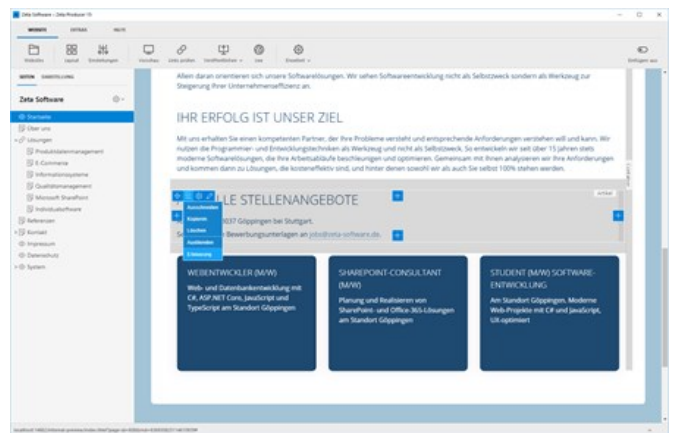 Zeta Software - Zeta Producer 15
WEBSITE EXTRAS HILFE
Websites Layout Einstellungen Vorschau Links prüfen Veröffentlichen Live Erweitert Einfügen aus
SEITEN DARSTELLUNG
Zeta Software
Startseite
Über uns
Lösungen
Produktdatenmanagement
E-Commerce
Informationssysteme
Qualitätsmanagement
Microsoft SharePoint
Individualsoftware
Referenzen
Kontakt
Impressum
Datenschutz
System
Allein daran orientieren sich unsere Softwarelösungen. Wir sehen Softwareentwicklung nicht als Selbstzweck sondern als Werkzeug zur
Steigerung Ihrer Unternehmenseffizienz an.
IHR ERFOLG IST UNSER ZIEL
Mit uns erhalten Sie einen kompetenten Partner, der Ihre Probleme versteht und entsprechende Anforderungen verstehen will und kann. Wir
nutzen die Programmier- und Entwicklungstechniken als Werkzeug und nicht als Selbstzweck. So entwickeln wir seit über 15 Jahren stets
moderne Softwarelösungen, die Ihre Arbeitsabläufe beschleunigen und optimieren. Gemeinsam mit Ihnen analysieren wir Ihre Anforderungen
und kommen dann zu Lösungen, die kosteneffektiv sind, und hinter denen sowohl wir als auch Sie selbst 100% stehen werden.
LLE STELLENANGEBOTE
Artikel
Ausschneiden
Kopieren
Löschen
Ausblenden
037 Göppingen bei Stuttgart.
Bewerbungsunterlagen an jobs@zeta-software.de.
WEBENTWICKLER (M/W)
Web- und Datenbankentwicklung mit
C#, ASP.NET Core, JavaScript und
TypeScript am Standort Göppingen
SHAREPOINT-CONSULTANT
(M/W)
Planung und Realisieren von
SharePoint- und Office-365-Lösungen
am Standort Göppingen
STUDENT (M/W) SOFTWARE-
ENTWICKLUNG
Am Standort Göppingen. Moderne
Web-Projekte mit C# und JavaScript,
UX-optimiert